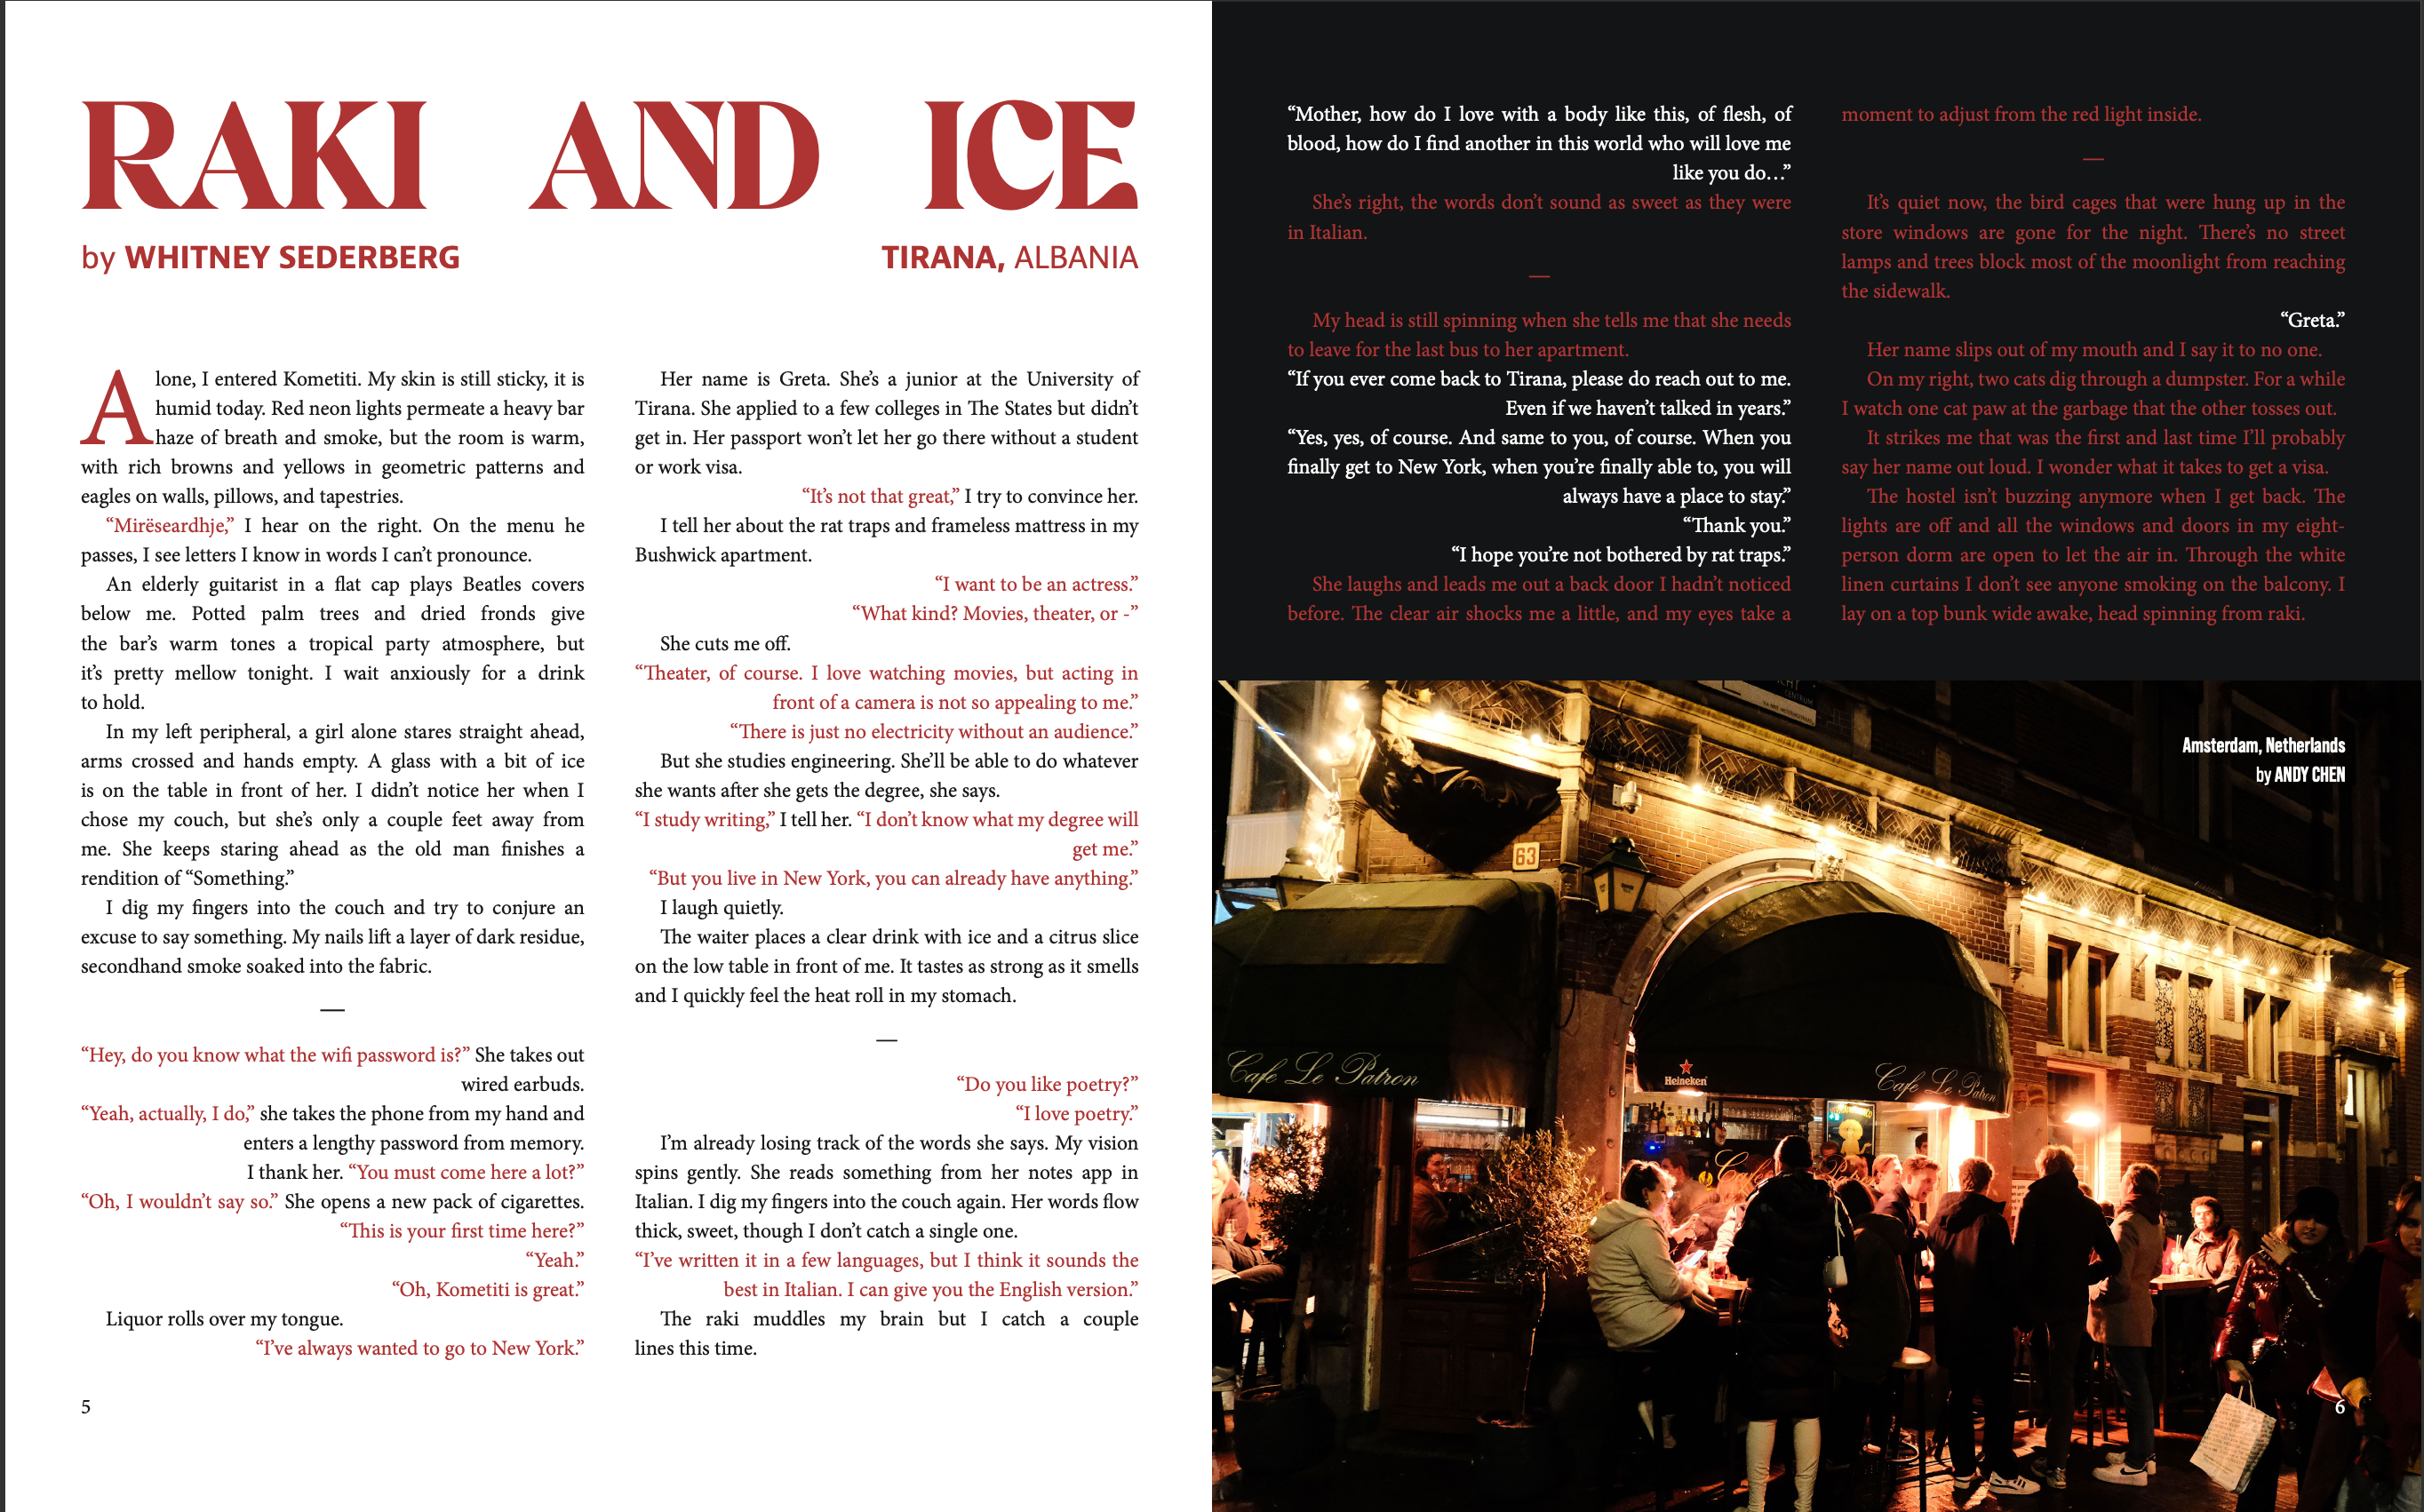 RAKI AND ICE
by WHITNEY SEDERBERG
TIRANA, ALBANIA
Alone, I entered Kometiti. My skin is still sticky, it is
humid today. Red neon lights permeate a heavy bar
haze of breath and smoke, but the room is warm,
with rich browns and yellows in geometric patterns and
eagles on walls, pillows, and tapestries.
“Mirëseardhje,” I hear on the right. On the menu he
passes, I see letters I know in words I can’t pronounce.
An elderly guitarist in a flat cap plays Beatles covers
below me. Potted palm trees and dried fronds give
the bar’s warm tones a tropical party atmosphere, but
it’s pretty mellow tonight. I wait anxiously for a drink
to hold.
In my left peripheral, a girl alone stares straight ahead,
arms crossed and hands empty. A glass with a bit of ice
is on the table in front of her. I didn’t notice her when I
chose my couch, but she’s only a couple feet away from
me. She keeps staring ahead as the old man finishes a
rendition of “Something.”
I dig my fingers into the couch and try to conjure an
excuse to say something. My nails lift a layer of dark residue,
secondhand smoke soaked into the fabric.
—
“Hey, do you know what the wifi password is?” She takes out
wired earbuds.
“Yeah, actually, I do,” she takes the phone from my hand and
enters a lengthy password from memory.
I thank her. “You must come here a lot?”
“Oh, I wouldn’t say so.” She opens a new pack of cigarettes.
“This is your first time here?”
“Yeah.”
“Oh, Kometiti is great.”
Liquor rolls over my tongue.
“I’ve always wanted to go to New York.”
Her name is Greta. She’s a junior at the University of
Tirana. She applied to a few colleges in The States but didn’t
get in. Her passport won’t let her go there without a student
or work visa.
“It’s not that great,” I try to convince her.
I tell her about the rat traps and frameless mattress in my
Bushwick apartment.
“I want to be an actress.”
“What kind? Movies, theater, or -”
She cuts me off.
“Theater, of course. I love watching movies, but acting in
front of a camera is not so appealing to me.”
“There is just no electricity without an audience.”
But she studies engineering. She’ll be able to do whatever
she wants after she gets the degree, she says.
“I study writing,” I tell her. “I don’t know what my degree will
get me.”
“But you live in New York, you can already have anything.”
I laugh quietly.
The waiter places a clear drink with ice and a citrus slice
on the low table in front of me. It tastes as strong as it smells
and I quickly feel the heat roll in my stomach.
—
“Do you like poetry?”
“I love poetry.”
I’m already losing track of the words she says. My vision
spins gently. She reads something from her notes app in
Italian. I dig my fingers into the couch again. Her words flow
thick, sweet, though I don’t catch a single one.
“I’ve written it in a few languages, but I think it sounds the
best in Italian. I can give you the English version.”
The raki muddles my brain but I catch a couple
lines this time.
5
“Mother, how do I love with a body like this, of flesh, of
blood, how do I find another in this world who will love me
like you do…”
She’s right, the words don’t sound as sweet as they were
in Italian.
—
My head is still spinning when she tells me that she needs
to leave for the last bus to her apartment.
“If you ever come back to Tirana, please do reach out to me.
Even if we haven’t talked in years.”
“Yes, yes, of course. And same to you, of course. When you
finally get to New York, when you’re finally able to, you will
always have a place to stay.”
“Thank you.”
“I hope you’re not bothered by rat traps.”
She laughs and leads me out a back door I hadn’t noticed
before. The clear air shocks me a little, and my eyes take a
moment to adjust from the red light inside.
—
It’s quiet now, the bird cages that were hung up in the
store windows are gone for the night. There’s no street
lamps and trees block most of the moonlight from reaching
the sidewalk.
“Greta.”
Her name slips out of my mouth and I say it to no one.
On my right, two cats dig through a dumpster. For a while
I watch one cat paw at the garbage that the other tosses out.
It strikes me that was the first and last time I’ll probably
say her name out loud. I wonder what it takes to get a visa.
The hostel isn’t buzzing anymore when I get back. The
lights are off and all the windows and doors in my eight-
person dorm are open to let the air in. Through the white
linen curtains I don’t see anyone smoking on the balcony. I
lay on a top bunk wide awake, head spinning from raki.
Amsterdam, Netherlands
by ANDY CHEN
63
Cafe Le Patron
Heineken
Cafe Le Patron
6